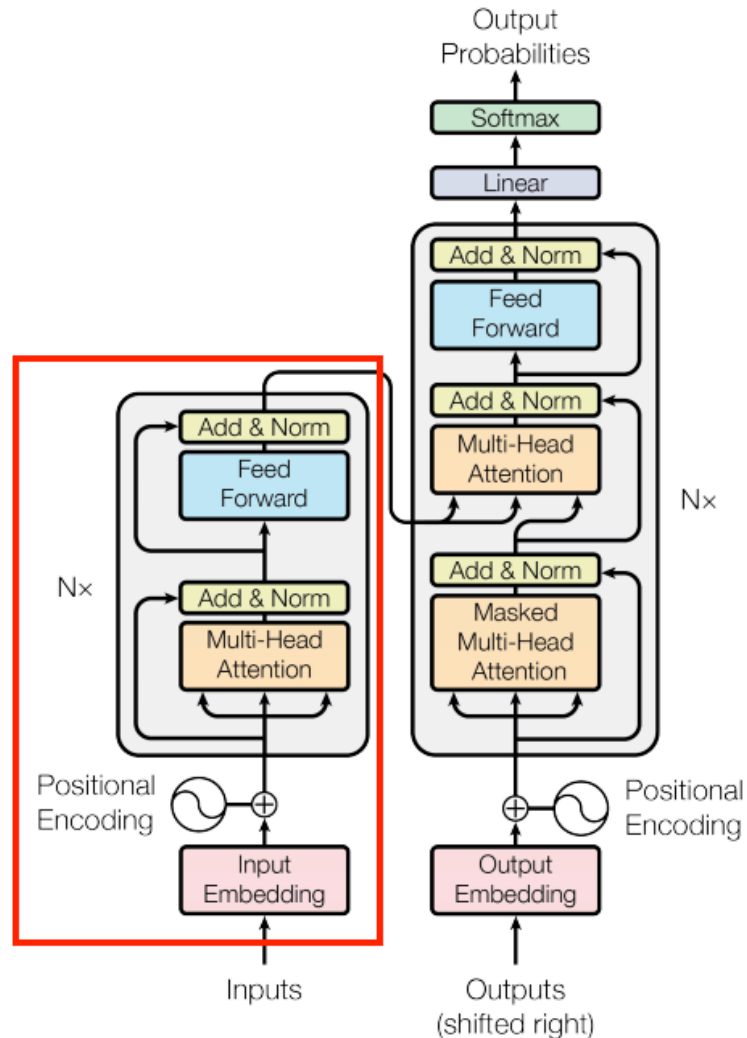 Output
Probabilities
Softmax
Linear
Add & Norm
Feed
Forward
Add & Norm
Multi-Head
Attention
Nx
Add & Norm
Masked
Multi-Head
Attention
Positional
Encoding
Output
Embedding
Outputs
(shifted right)
Add & Norm
Feed
Forward
Nx
Add & Norm
Multi-Head
Attention
Positional
Encoding
Input
Embedding
Inputs